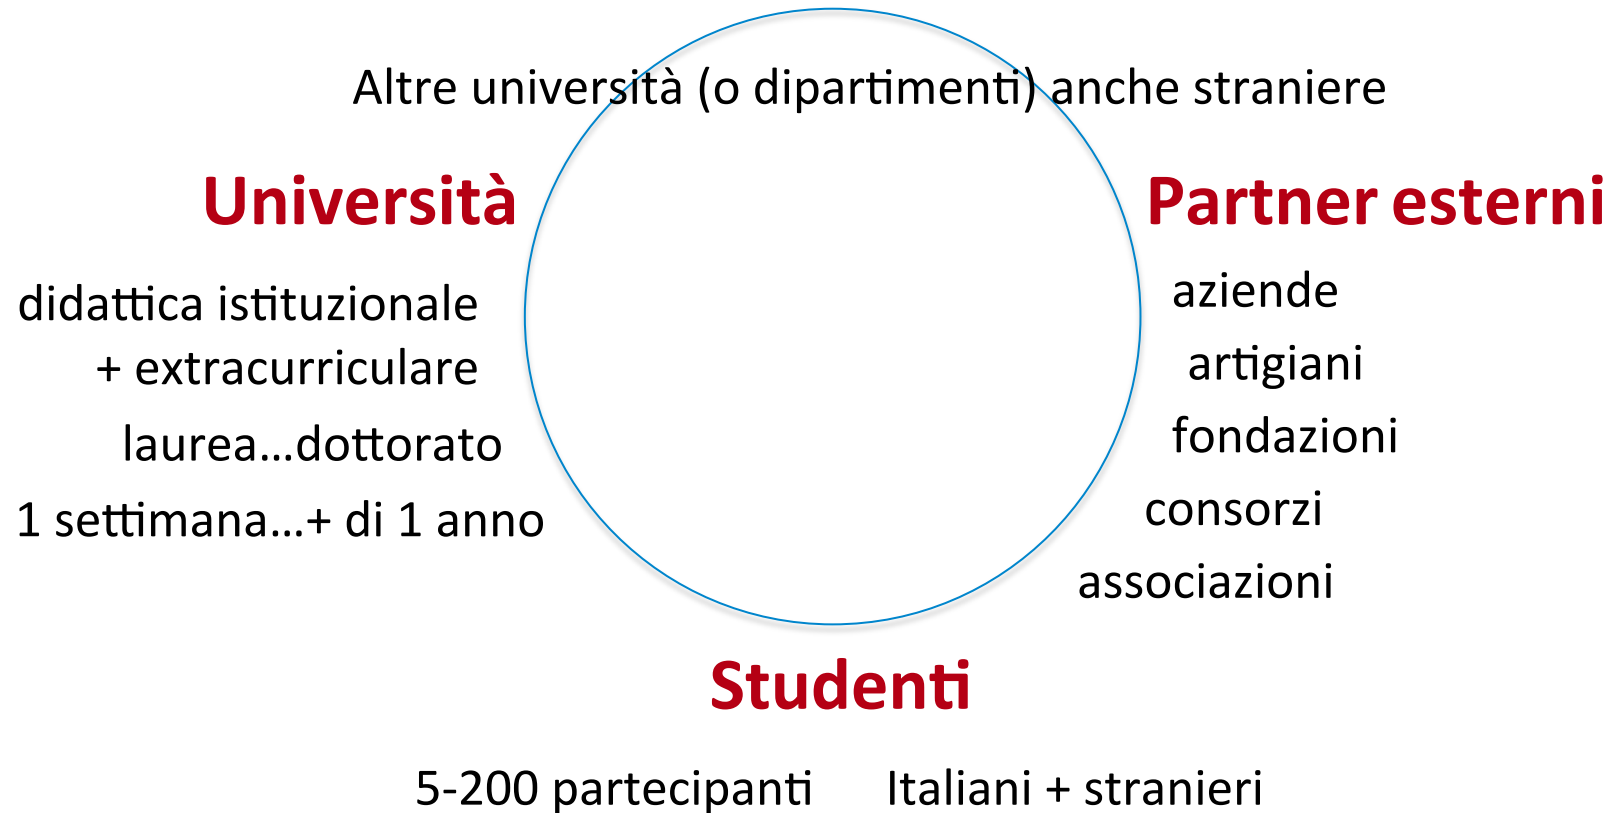 Altre università (o dipartimenti) anche straniere
Università
didattica istituzionale
+ extracurriculare
laurea...dottorato
1 settimana...+ di 1 anno
Partner esterni
aziende
artigiani
fondazioni
consorzi
associazioni
Studenti
5-200 partecipanti
Italiani + stranieri